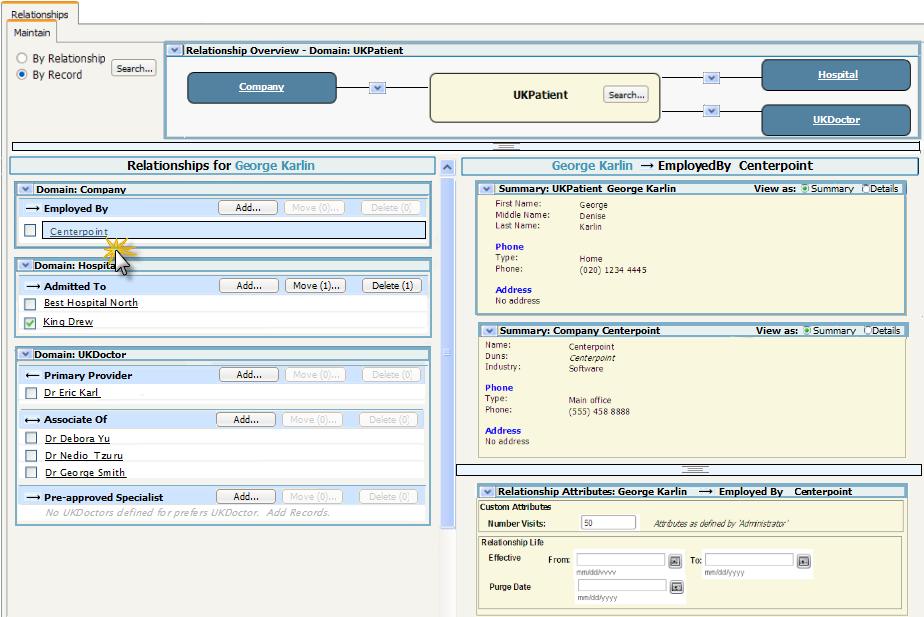 Relationships
Maintain
By Relationship
By Record
Search...
Relationship Overview - Domain: UKPatient
Company
UKPatient
Search...
Hospital
UKDoctor
Relationships for George Karlin
Domain: Company
Employed By
Add...
Move (0)...
Delete (0)
Centerpoint
Domain: Hospita
Admitted To
Add...
Move (1)...
Delete (1)
Best Hospital North
King Drew
Domain: UKDoctor
Primary Provider
Add...
Move (0)...
Delete (0)
Dr Eric Karl
Associate Of
Add...
Move (0)...
Delete (0)
Dr Debora Yu
Dr Nedio Tzuru
Dr George Smith
Pre-approved Specialist
Add...
Move (0)...
Delete (0)
No UKDoctors defined for prefers UKDoctor. Add Records.
George Karlin → EmployedBy Centerpoint
Summary: UKPatient George Karlin
View as: Summary Details
First Name: George
Middle Name: Denise
Last Name: Karlin
Phone
Type: Home
Phone: (020) 1234 4445
Address
No address
Summary: Company Centerpoint
View as: Summary Details
Name: Centerpoint
Duns: Centerpoint
Industry: Software
Phone
Type: Main office
Phone: (555) 458 8888
Address
No address
Relationship Attributes: George Karlin → Employed By Centerpoint
Custom Attributes
Number Visits: 50 Attributes as defined by 'Administrator'
Relationship Life
Effective From: To:
mm/dd/yyyy mm/dd/yyyy
Purge Date
mm/dd/yyyy